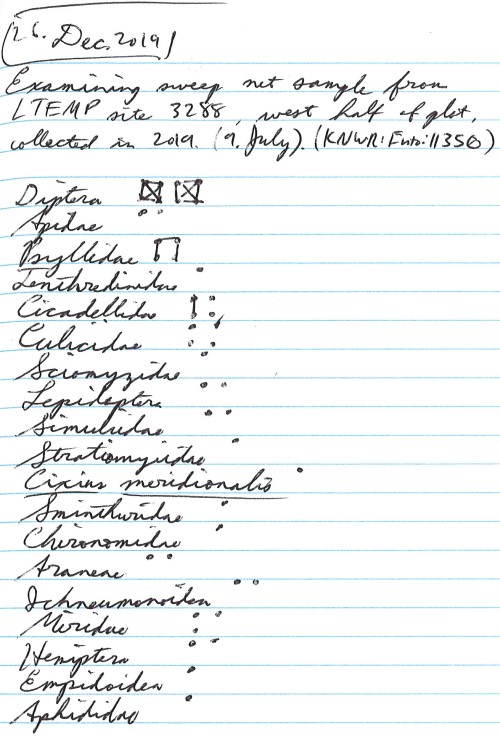 26. Dec. 2019
Examining sweep net sample from
LTEMP site 3288, west half of plot,
collected in 2019. (9. July). (KNWR:Ento:11350)
Diptera
Apidae
Psyllidae
Tenthredinidae
Cicadellidae
Culicidae
Sciomyzidae
Lepidoptera
Simuliidae
Stratiomyidae
Cixius meridionalis
Sminthuridae
Chironomidae
Araneae
Ichneumonoidea
Miridae
Hemiptera
Empidoidea
Aphididae